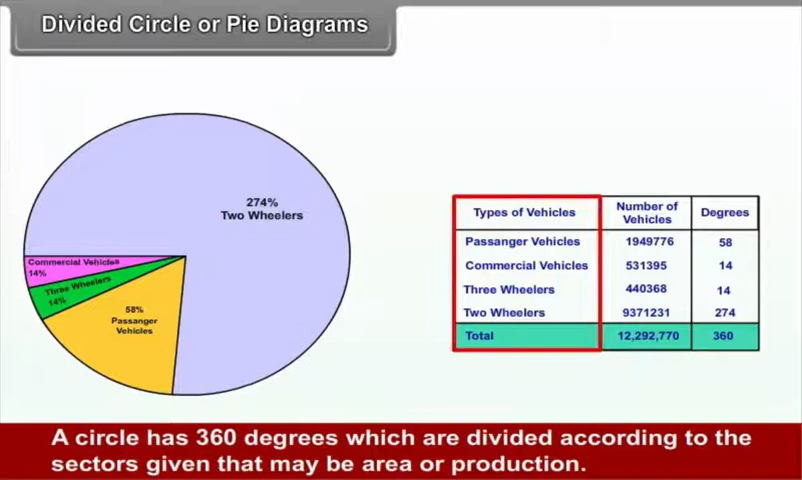 Divided Circle or Pie Diagrams
274%
Two Wheelers
Commercial Vehicles
14%
Three Wheelers
14%
58%
Passanger
Vehicles
Types of Vehicles Number of Vehicles Degrees
Passanger Vehicles 1949776 58
Commercial Vehicles 531395 14
Three Wheelers 440368 14
Two Wheelers 9371231 274
Total 12,292,770 360
A circle has 360 degrees which are divided according to the
sectors given that may be area or production.